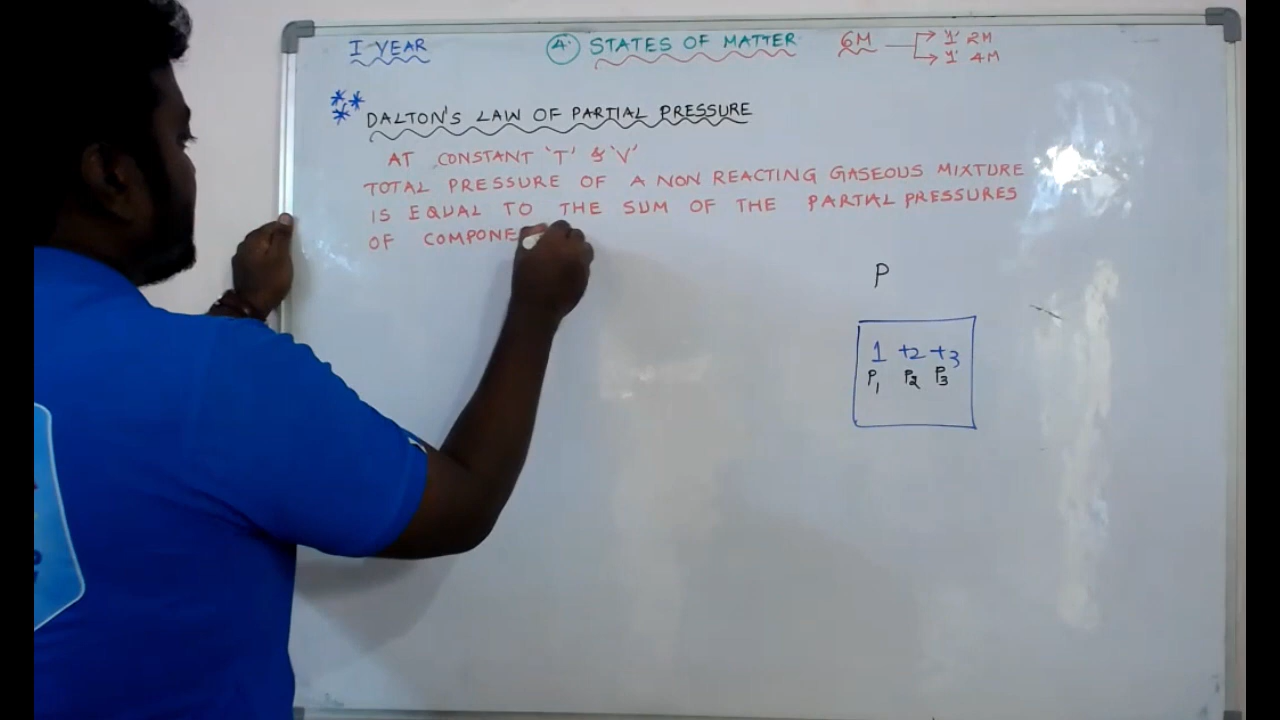 I YEAR
4. STATES OF MATTER
6M → '1' 2M
→ '1' 4M
DALTON'S LAW OF PARTIAL PRESSURE
AT CONSTANT 'T' & 'V'
TOTAL PRESSURE OF A NON REACTING GASEOUS MIXTURE
IS EQUAL TO THE SUM OF THE PARTIAL PRESSURES
OF COMPONE
P
1 +2 +3
P1 P2 P3